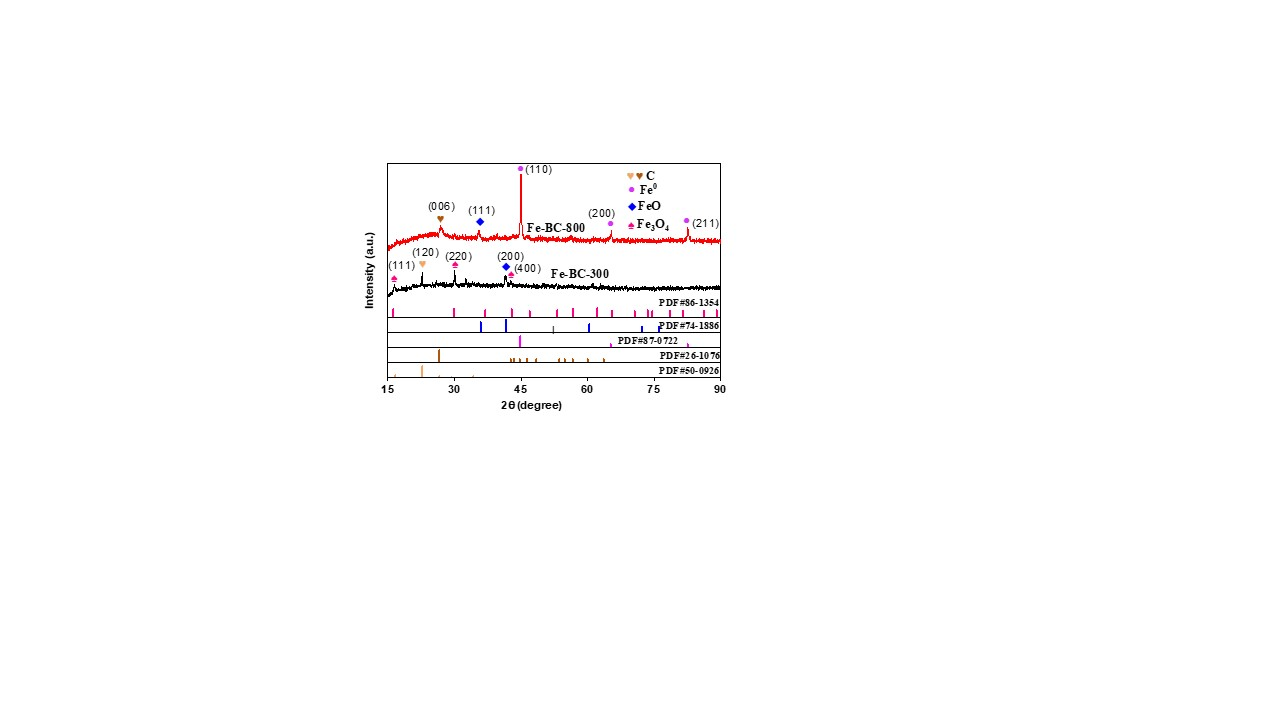 (110)
C
Fe0
(006)
(111)
(200)
FeO
(211)
Fe3O4
Fe-BC-800
(111)
(120)
(220)
(200)
(400)
Fe-BC-300
PDF#86-1354
PDF#74-1886
PDF#87-0722
PDF#26-1076
PDF#50-0926
15 30 45 60 75 90
2θ (degree)
Intensity (a.u.)